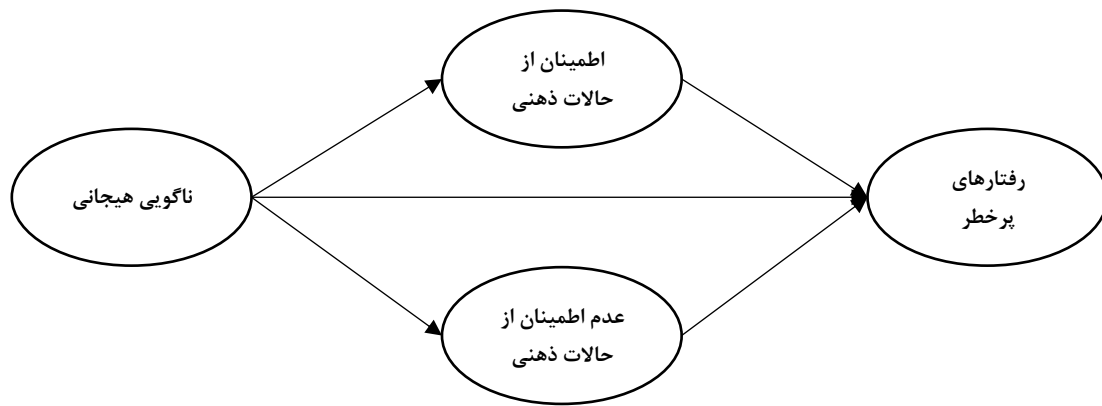 اطمینان از
حالات ذهنی
رفتارهای
پرخطر
ناگویی هیجانی
عدم اطمینان از
حالات ذهنی